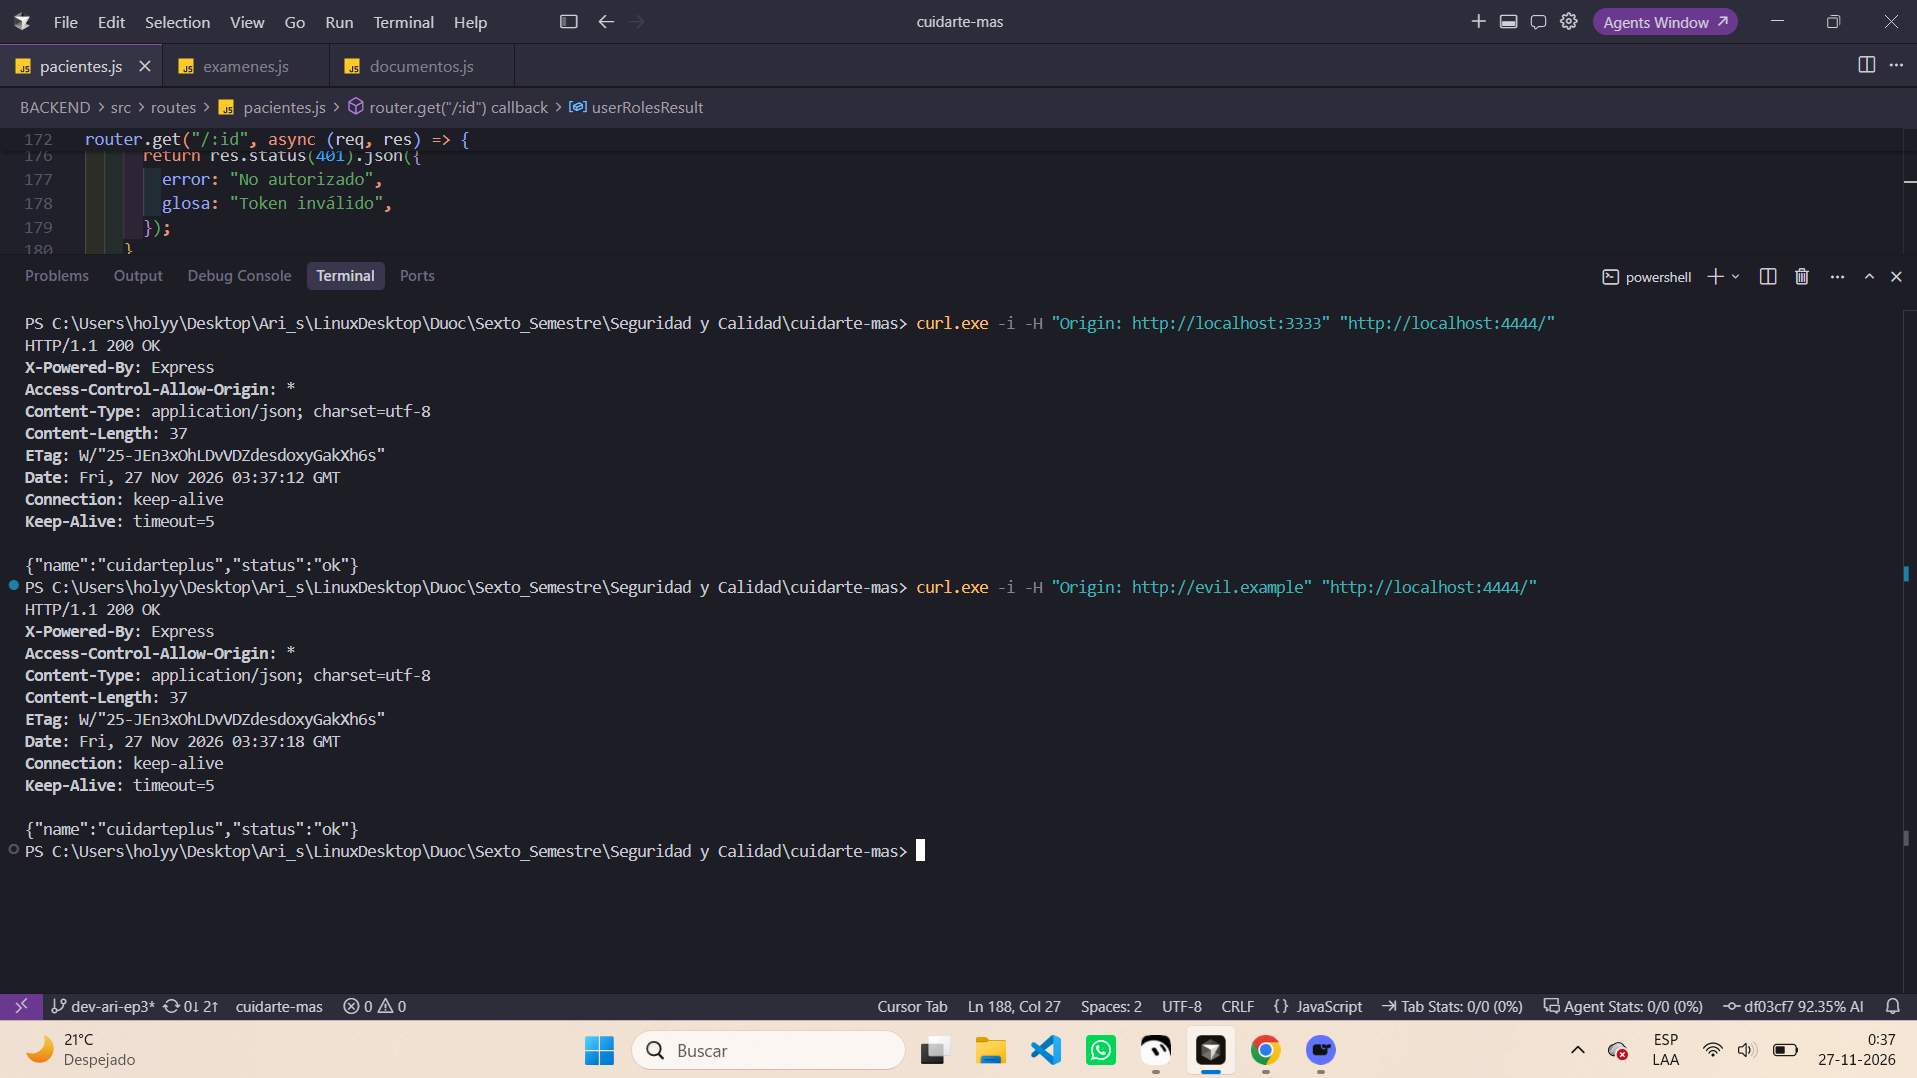 File Edit Selection View Go Run Terminal Help
cuidarte-mas
Agents Window
JS pacientes.js
JS examenes.js
JS documentos.js
BACKEND > src > routes > JS pacientes.js > router.get("/:id") callback > userRolesResult
172 router.get("/:id", async (req, res) => {
176 return res.status(401).json({
177 error: "No autorizado",
178 glosa: "Token inválido",
179 });
180 }
Problems Output Debug Console Terminal Ports
powershell
PS C:\Users\holyy\Desktop\Ari_s\LinuxDesktop\Duoc\Sexto_Semestre\Seguridad y Calidad\cuidarte-mas> curl.exe -i -H "Origin: http://localhost:3333" "http://localhost:4444/"
HTTP/1.1 200 OK
X-Powered-By: Express
Access-Control-Allow-Origin: *
Content-Type: application/json; charset=utf-8
Content-Length: 37
ETag: W/"25-JEn3xOhLDvVDZdesdoxyGakXh6s"
Date: Fri, 27 Nov 2026 03:37:12 GMT
Connection: keep-alive
Keep-Alive: timeout=5
{"name":"cuidarteplus","status":"ok"}
PS C:\Users\holyy\Desktop\Ari_s\LinuxDesktop\Duoc\Sexto_Semestre\Seguridad y Calidad\cuidarte-mas> curl.exe -i -H "Origin: http://evil.example" "http://localhost:4444/"
HTTP/1.1 200 OK
X-Powered-By: Express
Access-Control-Allow-Origin: *
Content-Type: application/json; charset=utf-8
Content-Length: 37
ETag: W/"25-JEn3xOhLDvVDZdesdoxyGakXh6s"
Date: Fri, 27 Nov 2026 03:37:18 GMT
Connection: keep-alive
Keep-Alive: timeout=5
{"name":"cuidarteplus","status":"ok"}
PS C:\Users\holyy\Desktop\Ari_s\LinuxDesktop\Duoc\Sexto_Semestre\Seguridad y Calidad\cuidarte-mas>
dev-ari-ep3* 0↓ 2↑ cuidarte-mas 0 0
Cursor Tab Ln 188, Col 27 Spaces: 2 UTF-8 CRLF {} JavaScript Tab Stats: 0/0 (0%) Agent Stats: 0/0 (0%) df03cf7 92.35% AI
21°C
Despejado
Buscar
ESP
LAA
0:37
27-11-2026